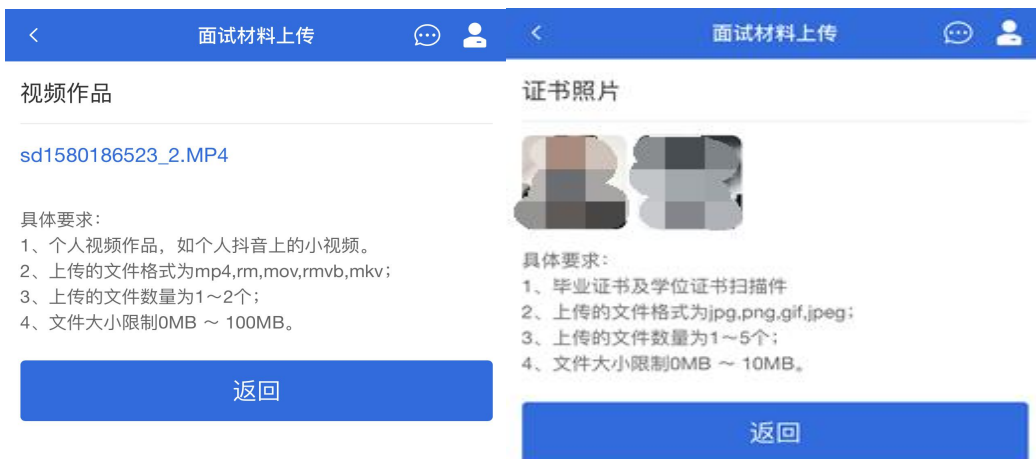 面试材料上传
视频作品
sd1580186523_2.MP4
具体要求：
1、个人视频作品，如个人抖音上的小视频。
2、上传的文件格式为mp4,rm,mov,rmvb,mkv；
3、上传的文件数量为1～2个；
4、文件大小限制0MB ～ 100MB。
返回
面试材料上传
证书照片
具体要求：
1、毕业证书及学位证书扫描件
2、上传的文件格式为jpg,png,gif,jpeg；
3、上传的文件数量为1～5个；
4、文件大小限制0MB ～ 10MB。
返回